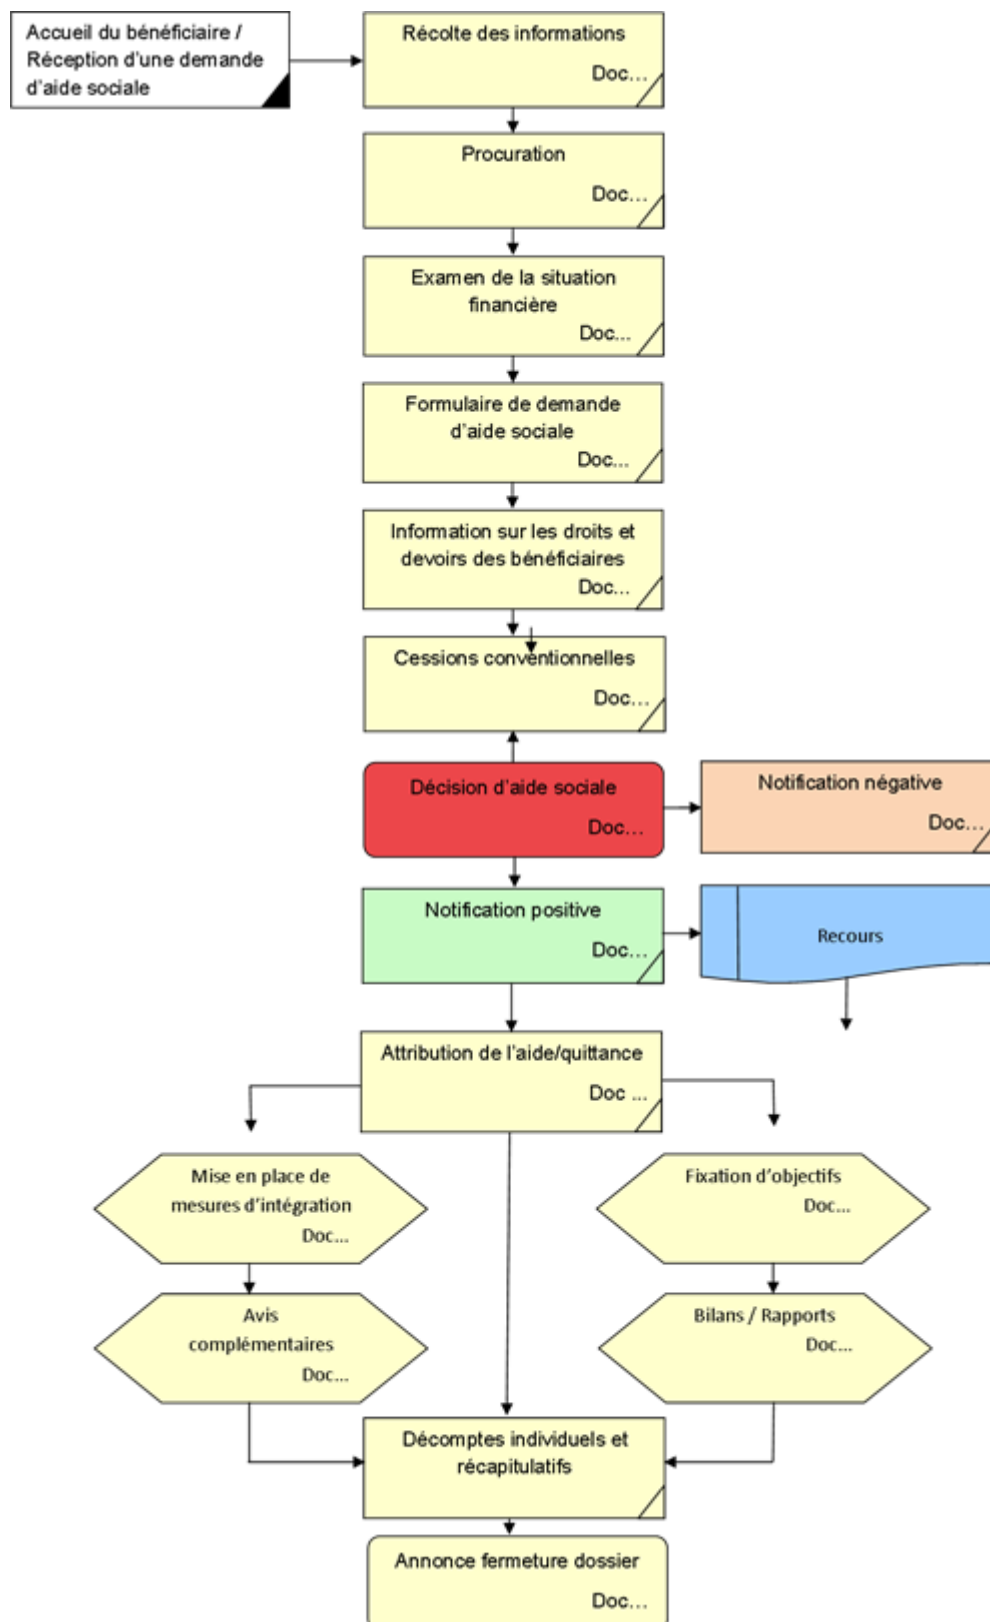 Accueil du bénéficiaire /
Réception d'une demande
d'aide sociale
Récolte des informations
Doc...
Procuration
Doc...
Examen de la situation
financière
Doc...
Formulaire de demande
d'aide sociale
Doc...
Information sur les droits et
devoirs des bénéficiaires
Doc...
Cessions conventionnelles
Doc...
Décision d'aide sociale
Doc...
Notification négative
Doc...
Notification positive
Doc...
Recours
Attribution de l'aide/quittance
Doc ...
Mise en place de
mesures d'intégration
Doc...
Fixation d'objectifs
Doc...
Avis
complémentaires
Doc...
Bilans / Rapports
Doc...
Décomptes individuels et
récapitulatifs
Annonce fermeture dossier
Doc...